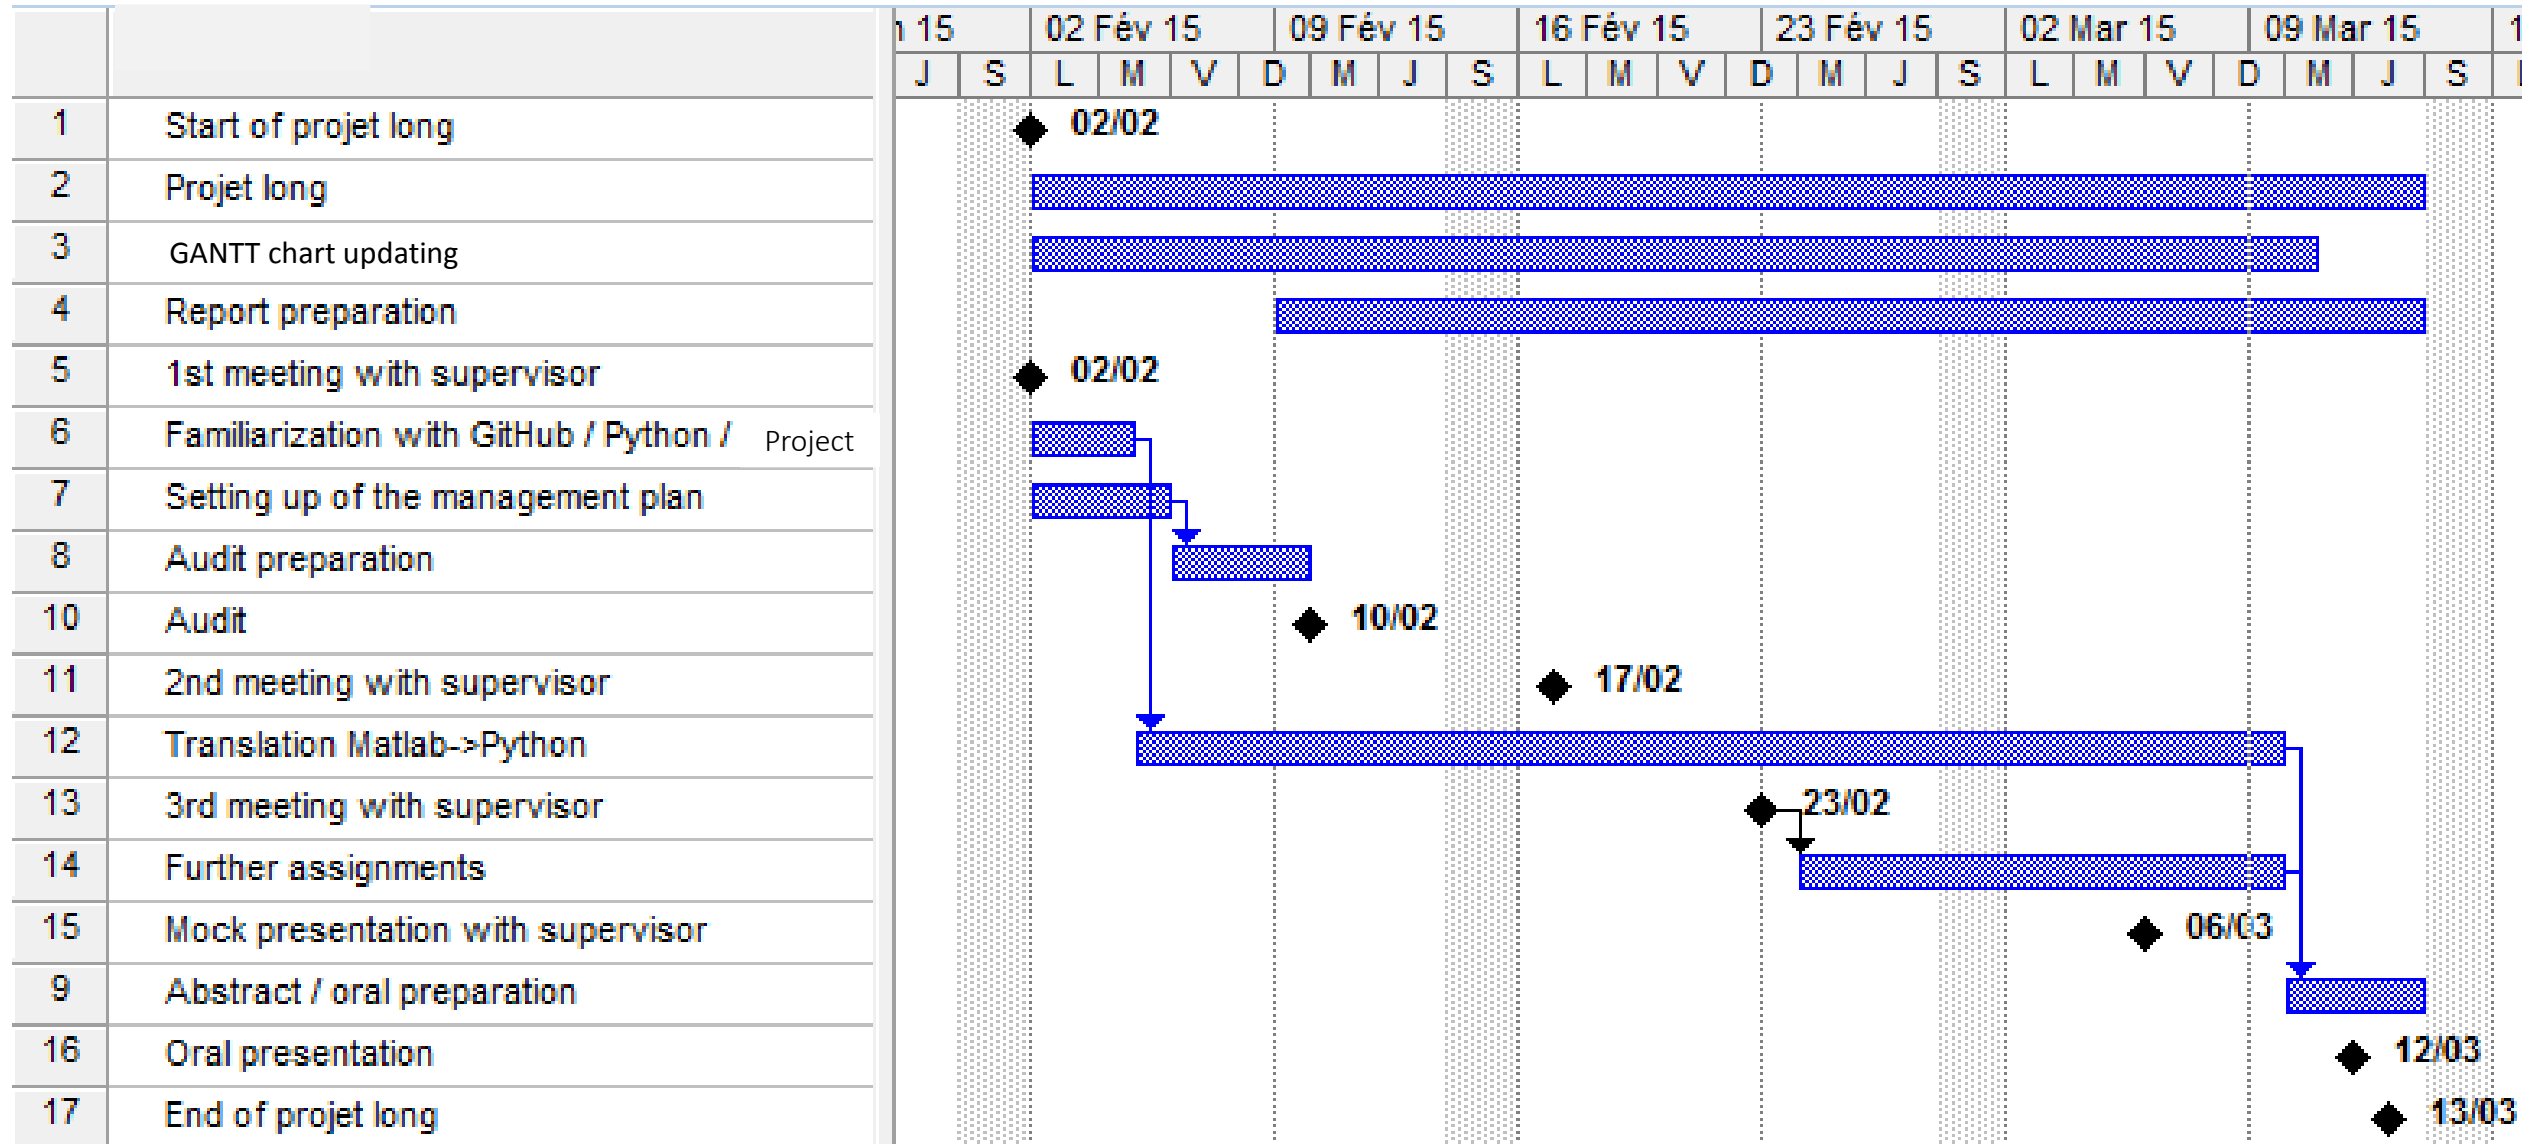 n 15 02 Fév 15 09 Fév 15 16 Fév 15 23 Fév 15 02 Mar 15 09 Mar 15 1
J S L M V D M J S L M V D M J S L M V D M J S
1 Start of projet long 02/02
2 Projet long
3 GANTT chart updating
4 Report preparation
5 1st meeting with supervisor 02/02
6 Familiarization with GitHub / Python / Project
7 Setting up of the management plan
8 Audit preparation
10 Audit 10/02
11 2nd meeting with supervisor 17/02
12 Translation Matlab->Python
13 3rd meeting with supervisor 23/02
14 Further assignments
15 Mock presentation with supervisor 06/03
9 Abstract / oral preparation
16 Oral presentation 12/03
17 End of projet long 13/03